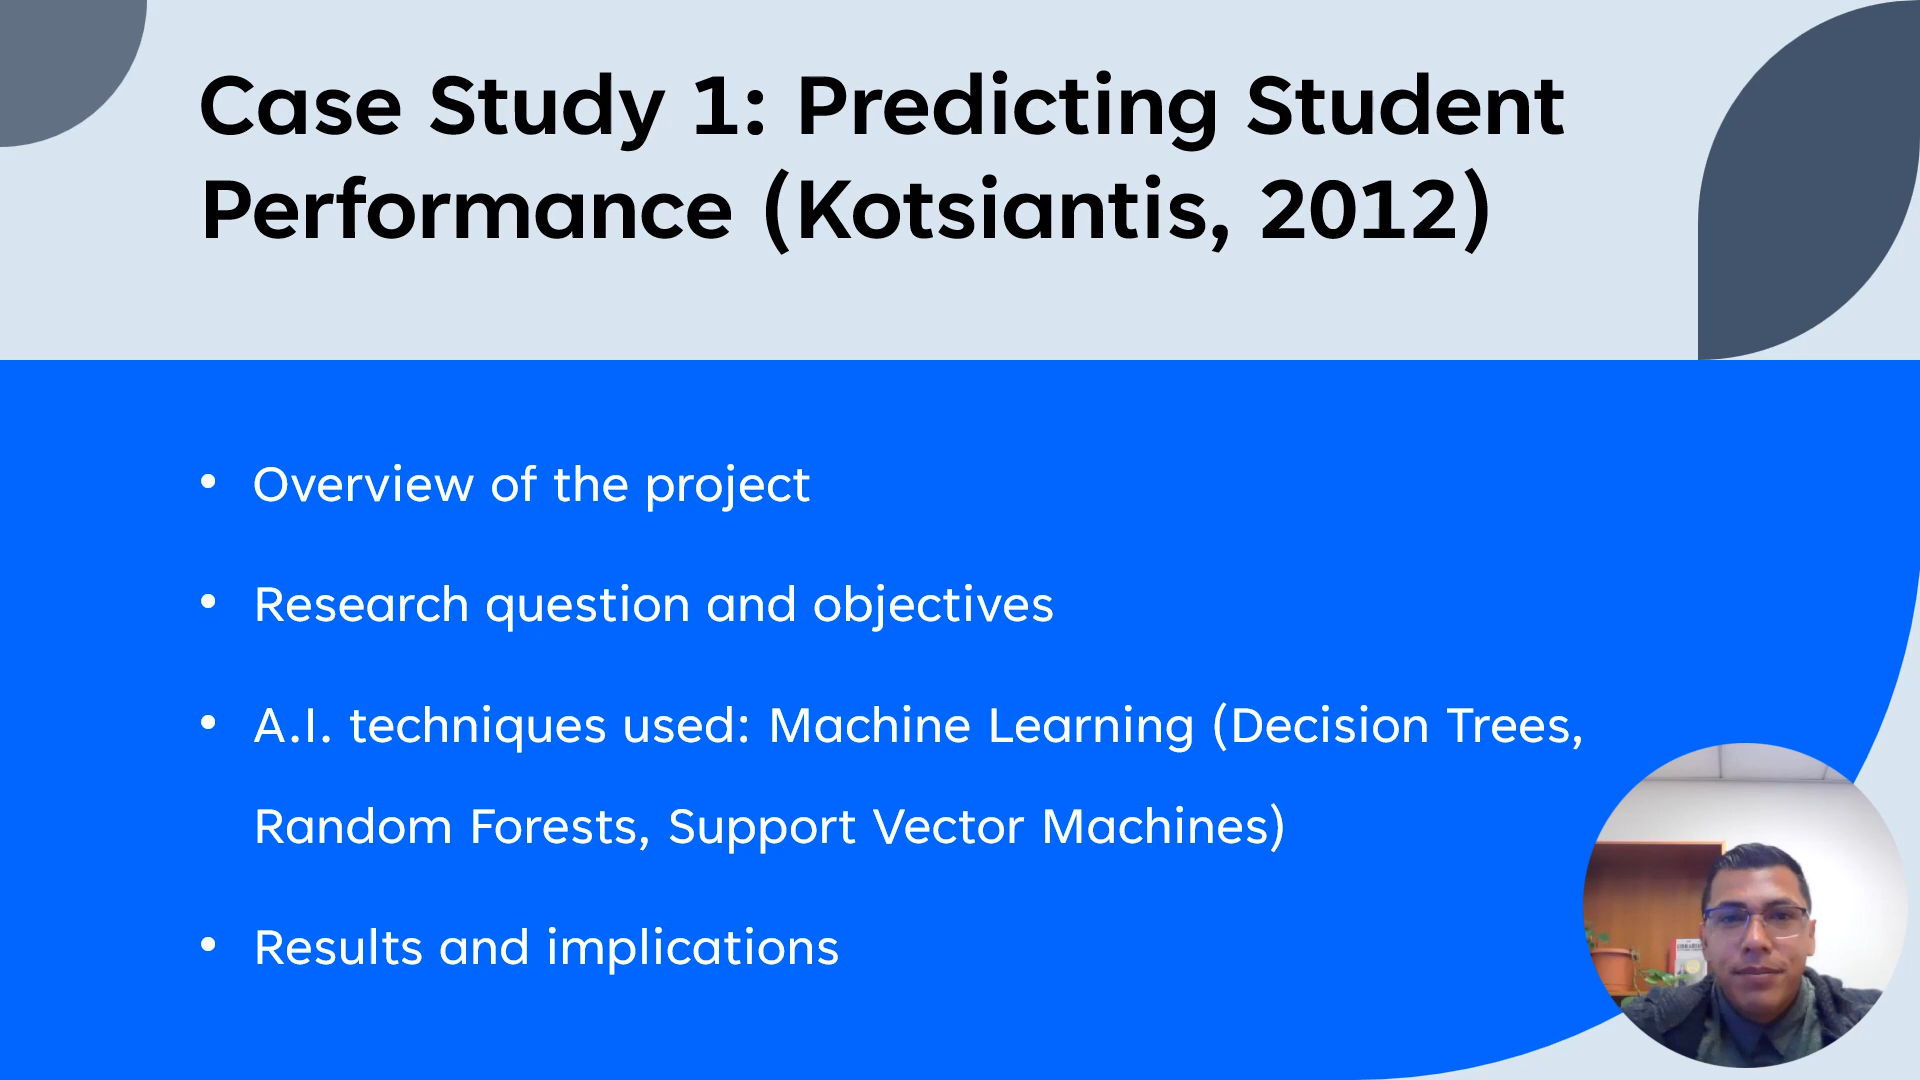 Case Study 1: Predicting Student
Performance (Kotsiantis, 2012)
• Overview of the project
• Research question and objectives
• A.I. techniques used: Machine Learning (Decision Trees,
Random Forests, Support Vector Machines)
• Results and implications